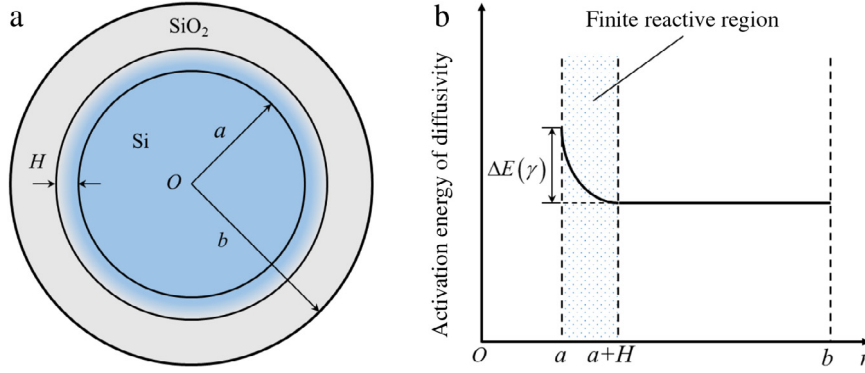 a
SiO₂
Si
a
H
O
b
b
Finite reactive region
Activation energy of diffusivity
ΔE(γ)
O
a
a+H
b
r